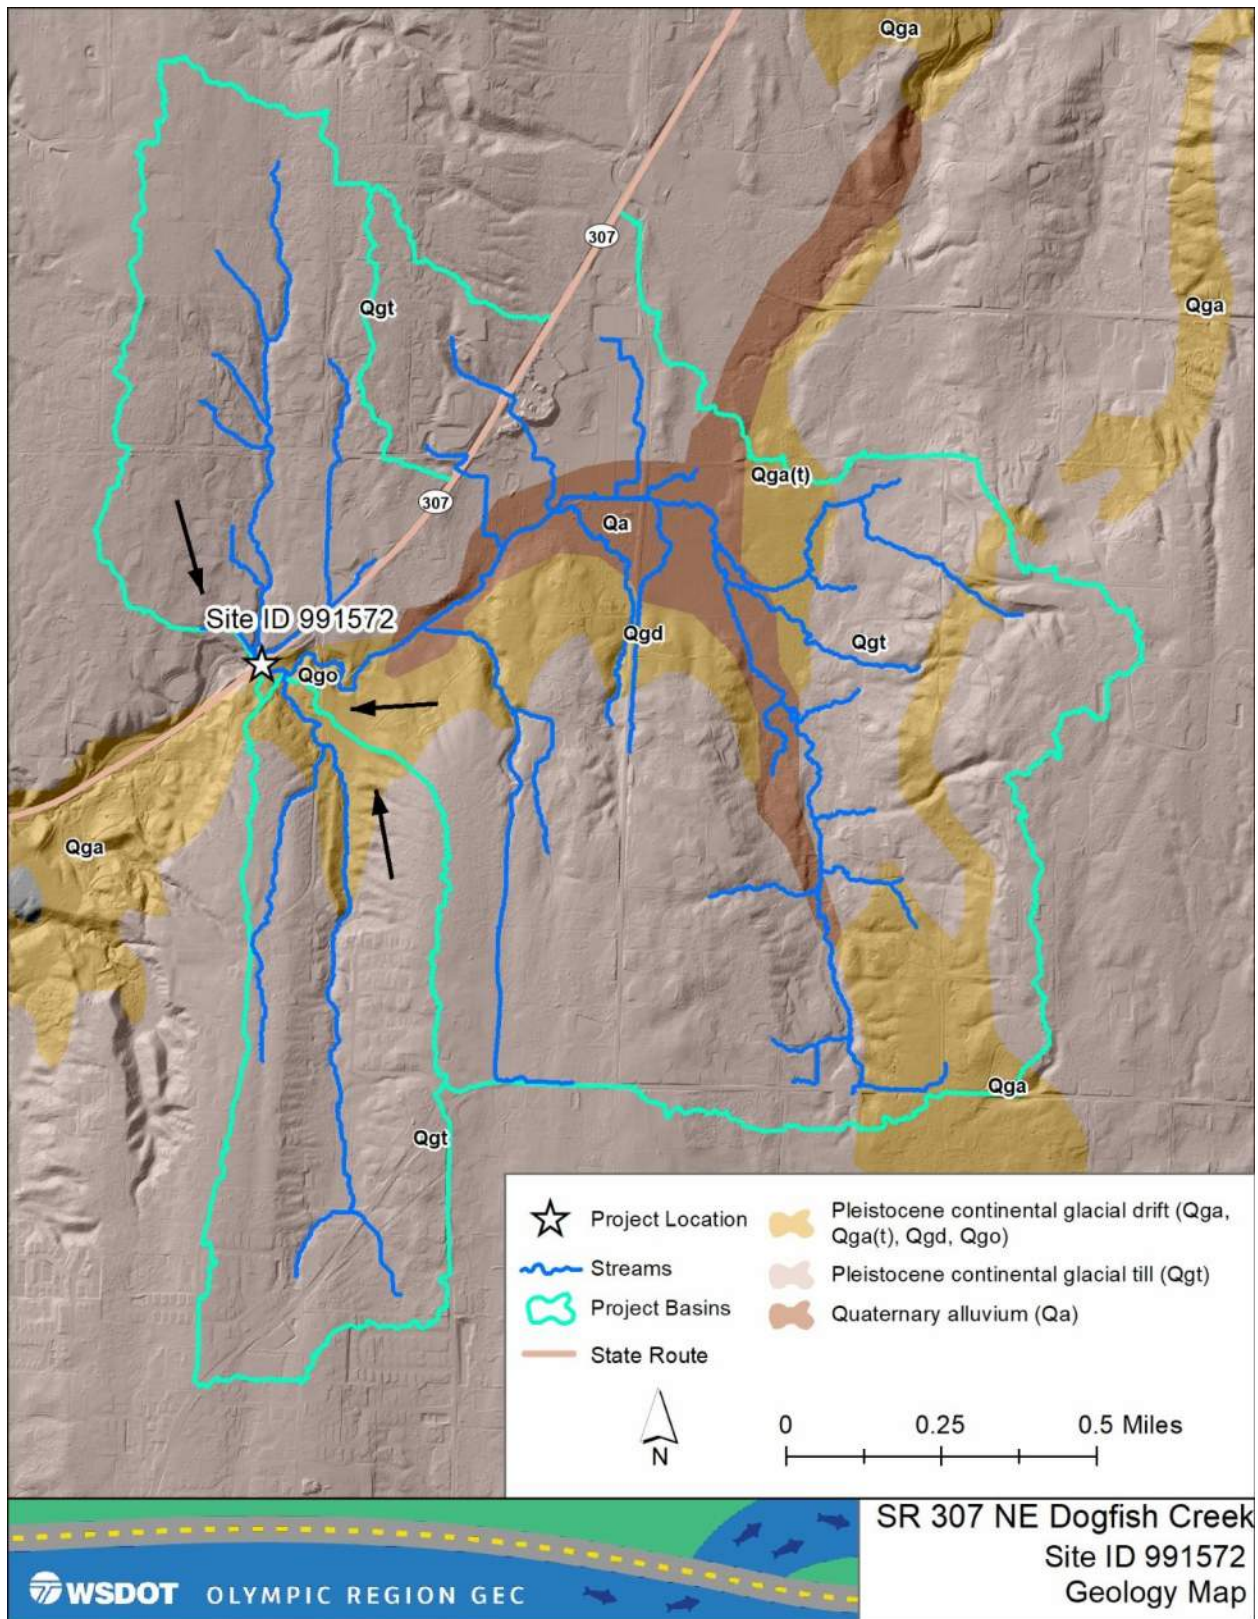 Qga
307
Qgt
Qga
307
Qga(t)
Qa
Site ID 991572
Qgd
Qgt
Qgo
Qga
Qga
Qgt
Project Location
Streams
Project Basins
State Route
Pleistocene continental glacial drift (Qga,
Qga(t), Qgd, Qgo)
Pleistocene continental glacial till (Qgt)
Quaternary alluvium (Qa)
N
0 0.25 0.5 Miles
WSDOT OLYMPIC REGION GEC
SR 307 NE Dogfish Creek
Site ID 991572
Geology Map